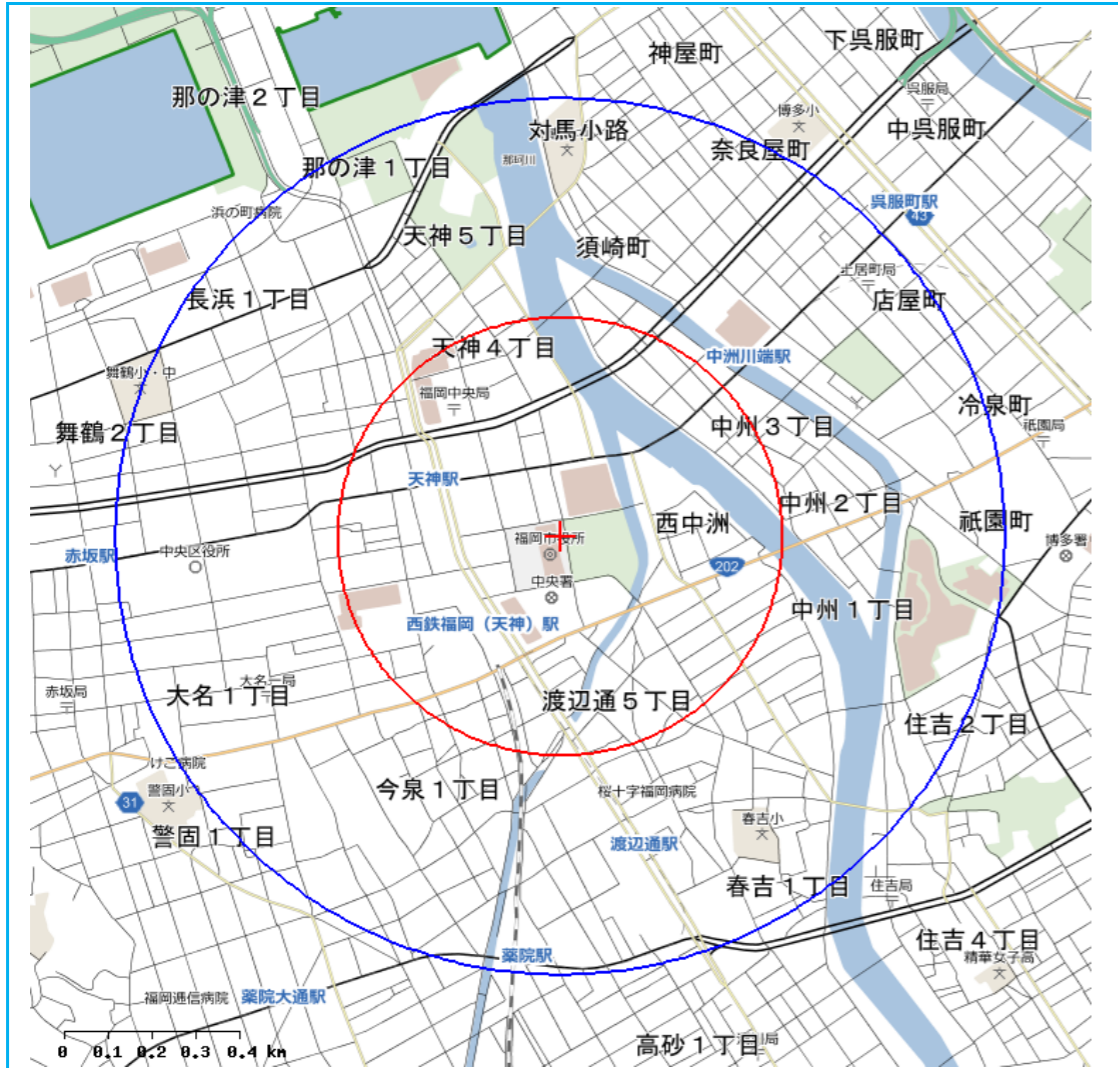 下呉服町
神屋町
呉服局
那の津２丁目
博多小
中呉服町
対馬小路
奈良屋町
那珂川
那の津１丁目
呉服町駅
43
浜の町病院
天神５丁目
須崎町
土居町局
長浜１丁目
店屋町
天神４丁目
中洲川端駅
舞鶴小・中
福岡中央局
冷泉町
中州３丁目
祇園局
舞鶴２丁目
天神駅
中州２丁目
西中洲
祇園町
福岡市役所
赤坂駅
中央区役所
博多署
202
中央署
中州１丁目
西鉄福岡（天神）駅
大名二局
赤坂局
大名１丁目
渡辺通５丁目
住吉２丁目
けご病院
今泉１丁目
桜十字福岡病院
警固小
31
春吉小
警固１丁目
渡辺通駅
春吉１丁目
住吉局
住吉４丁目
薬院駅
精華女子高
福岡逓信病院
薬院大通駅
高砂１丁目
0 0.1 0.2 0.3 0.4 km